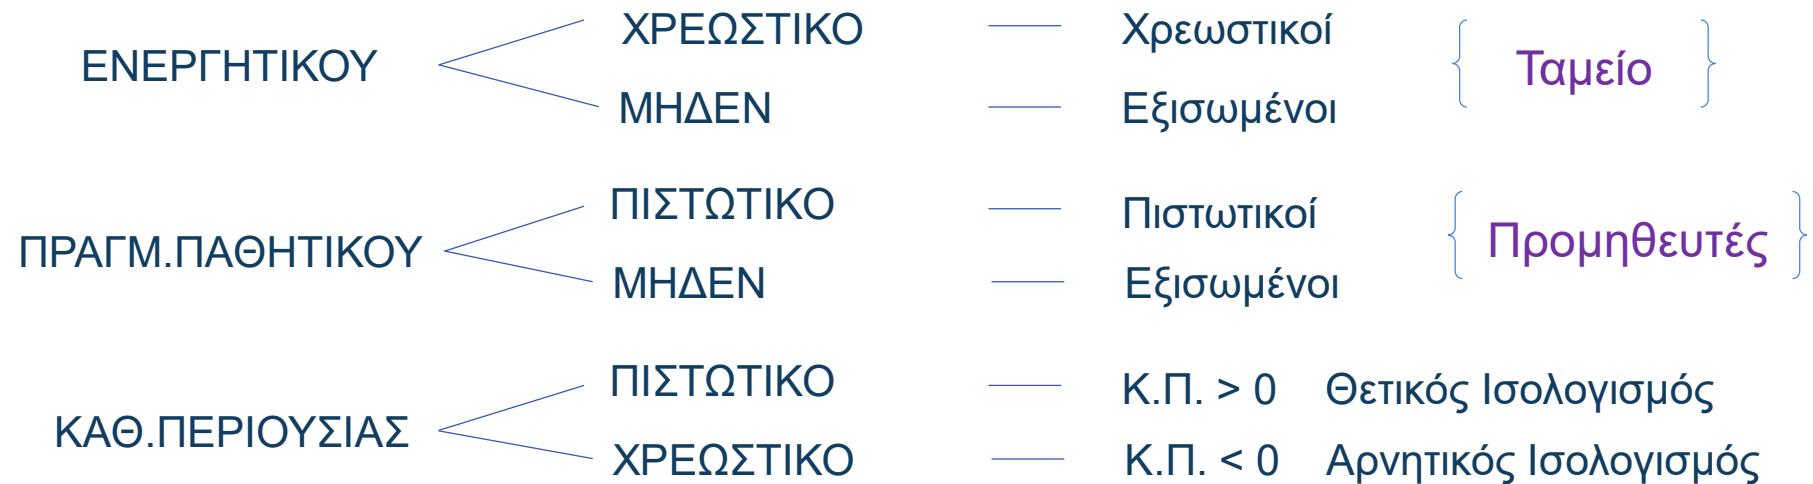 ΕΝΕΡΓΗΤΙΚΟΥ
ΧΡΕΩΣΤΙΚΟ
Χρεωστικοί
ΜΗΔΕΝ
Εξισωμένοι
Ταμείο
ΠΡΑΓΜ.ΠΑΘΗΤΙΚΟΥ
ΠΙΣΤΩΤΙΚΟ
Πιστωτικοί
ΜΗΔΕΝ
Εξισωμένοι
Προμηθευτές
ΚΑΘ.ΠΕΡΙΟΥΣΙΑΣ
ΠΙΣΤΩΤΙΚΟ
Κ.Π. > 0 Θετικός Ισολογισμός
ΧΡΕΩΣΤΙΚΟ
Κ.Π. < 0 Αρνητικός Ισολογισμός